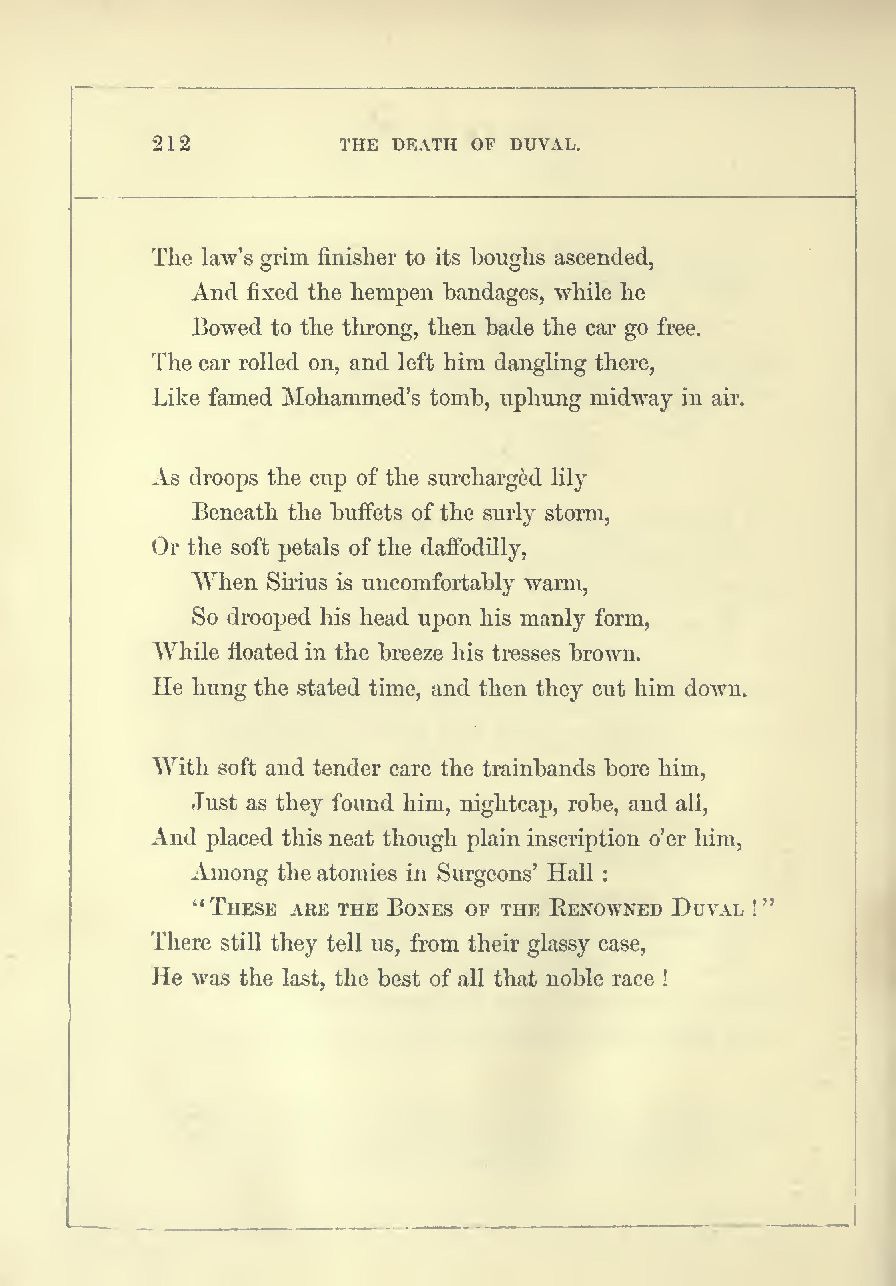 212 THE DEATH OF DUVAL.
The law's grim finisher to its boughs ascended,
And fixed the hempen bandages, while he
Bowed to the throng, then bade the car go free.
The car rolled on, and left him dangling there,
Like famed Mohammed's tomb, uphung midway in air.
As droops the cup of the surchargèd lily
Beneath the buffets of the surly storm,
Or the soft petals of the daffodilly,
When Sirius is uncomfortably warm,
So drooped his head upon his manly form,
While floated in the breeze his tresses brown.
He hung the stated time, and then they cut him down.
With soft and tender care the trainbands bore him,
Just as they found him, nightcap, robe, and all,
And placed this neat though plain inscription o'er him,
Among the atomies in Surgeons' Hall :
"THESE ARE THE BONES OF THE RENOWNED DUVAL !"
There still they tell us, from their glassy case,
He was the last, the best of all that noble race !